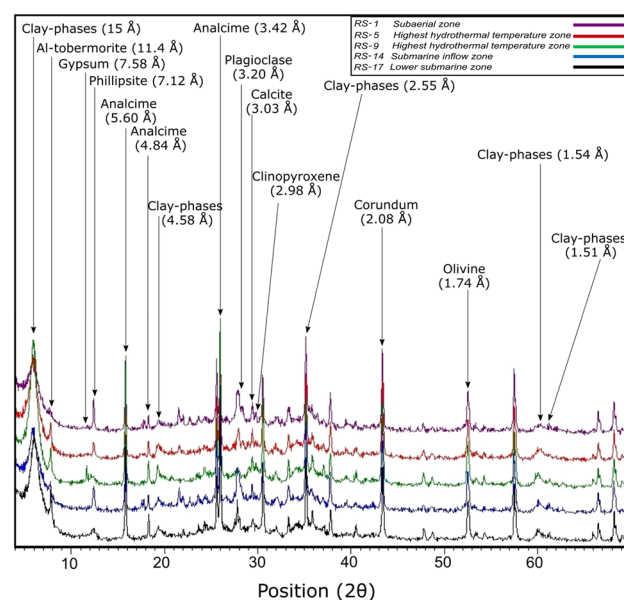 Clay-phases (15 Å)
Al-tobermorite (11.4 Å)
Gypsum (7.58 Å)
Phillipsite (7.12 Å)
Analcime
(5.60 Å)
Analcime
(4.84 Å)
Clay-phases
(4.58 Å)
Analcime (3.42 Å)
Plagioclase
(3.20 Å)
Calcite
(3.03 Å)
Clinopyroxene
(2.98 Å)
Clay-phases
(2.55 Å)
Corundum
(2.08 Å)
Olivine
(1.74 Å)
Clay-phases (1.54 Å)
Clay-phases
(1.51 Å)
RS-1 Subaerial zone
RS-5 Highest hydrothermal temperature zone
RS-9 Highest hydrothermal temperature zone
RS-14 Submarine inflow zone
RS-17 Lower submarine zone
10 20 30 40 50 60
Position (2θ)